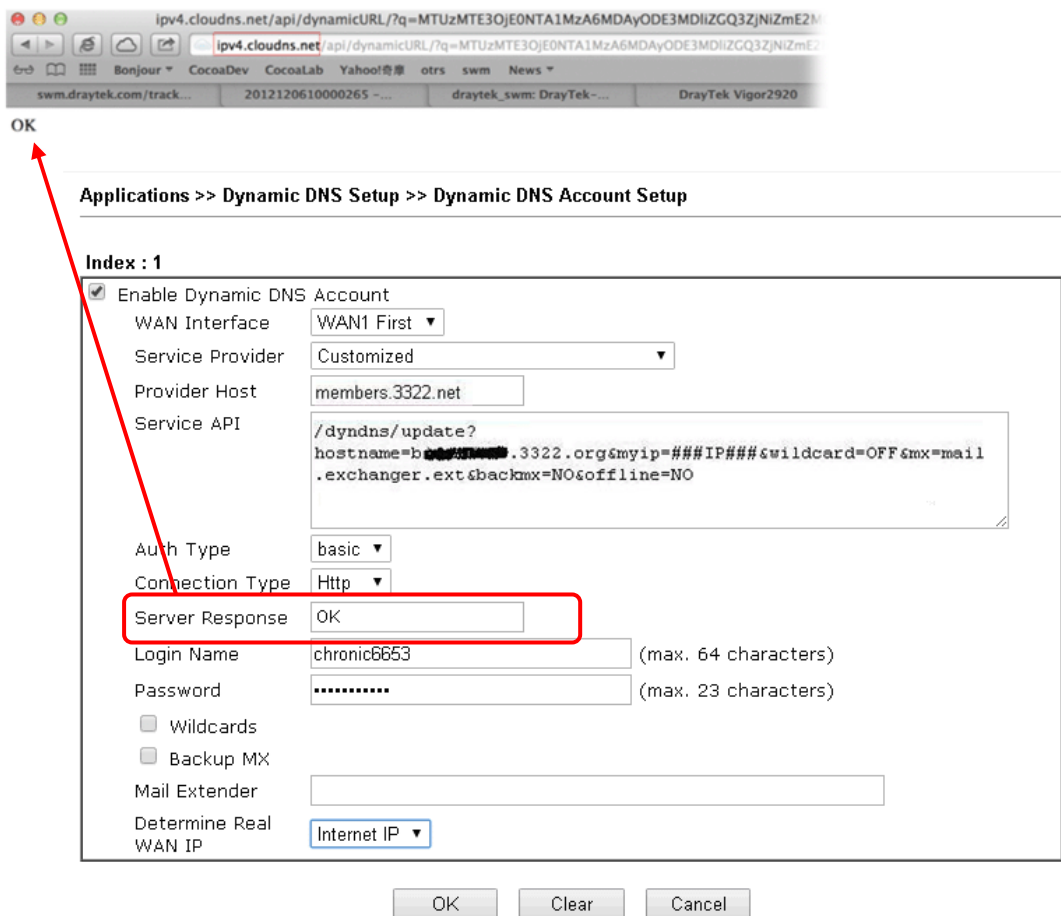 ipv4.cloudns.net/api/dynamicURL/?q=MTUzMTE3OjE0NTA1MzA6MDAyODE3MDliZGQ3ZjNiZmE2M
ipv4.cloudns.net/api/dynamicURL/?q=MTUzMTE3OjE0NTA1MzA6MDAyODE3MDliZGQ3ZjNiZmE2
Bonjour CocoaDev CocoaLab Yahoo!奇摩 otrs swm News
swm.draytek.com/track... 2012120610000265 –... draytek_swm: DrayTek–... DrayTek Vigor2920
OK
Applications >> Dynamic DNS Setup >> Dynamic DNS Account Setup
Index : 1
Enable Dynamic DNS Account
WAN Interface WAN1 First
Service Provider Customized
Provider Host members.3322.net
Service API /dyndns/update?
hostname=b .3322.org&myip=###IP###&wildcard=OFF&mx=mail
.exchanger.ext&backmx=NO&offline=NO
Auth Type basic
Connection Type Http
Server Response OK
Login Name chronic6653 (max. 64 characters)
Password ••••••••••• (max. 23 characters)
Wildcards
Backup MX
Mail Extender
Determine Real
WAN IP Internet IP
OK Clear Cancel